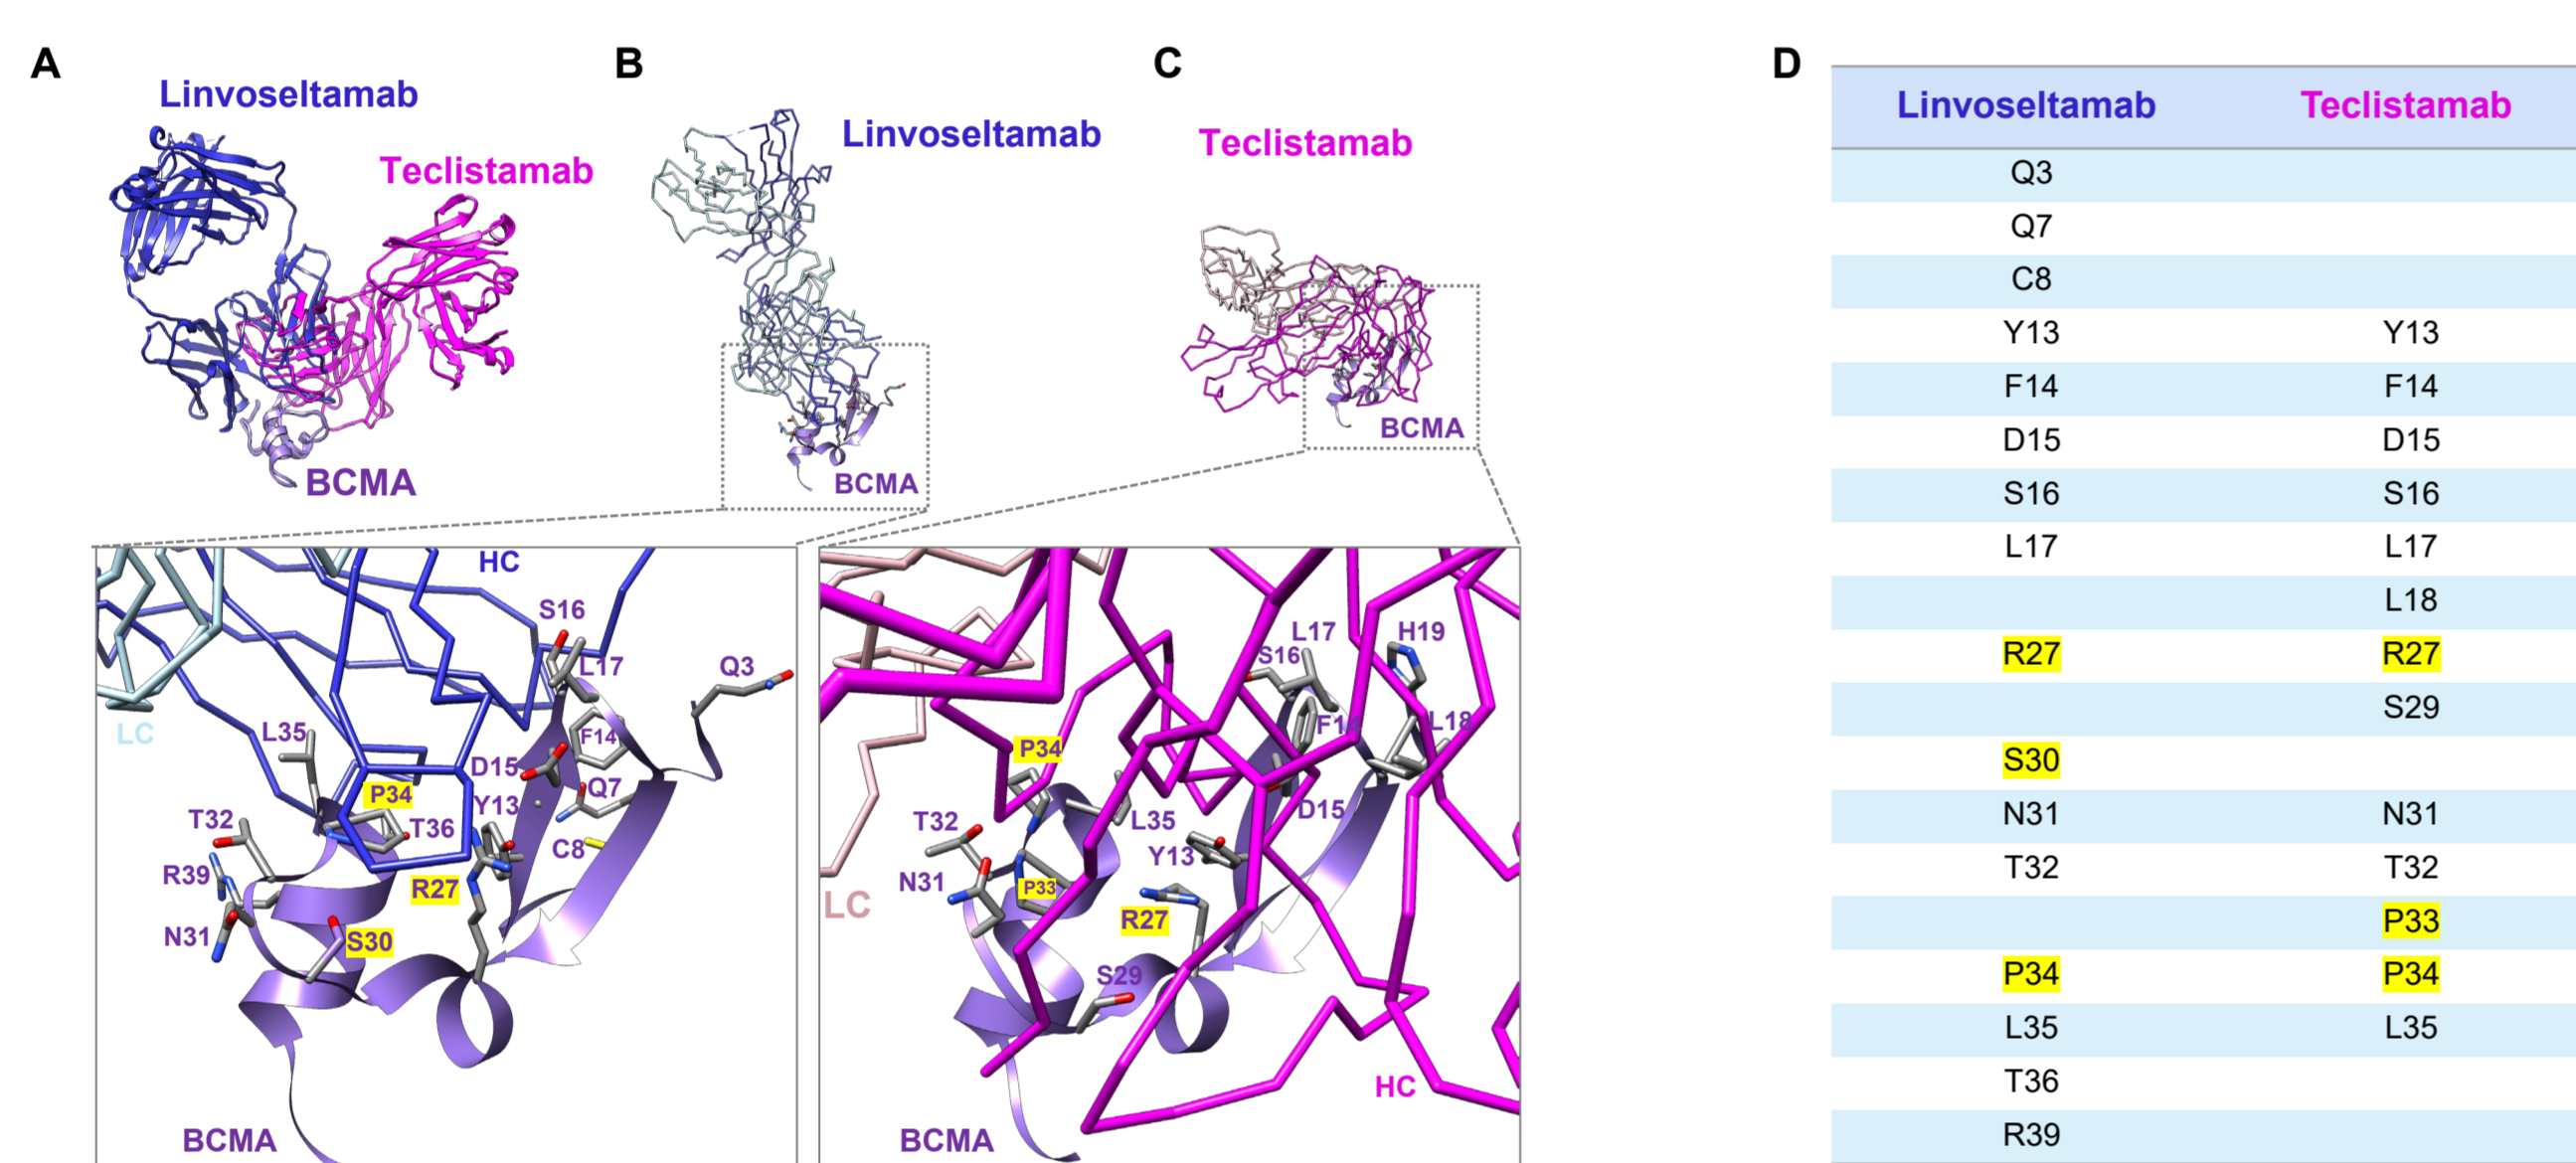 A
Linvoseltamab
Teclistamab
BCMA
B
Linvoseltamab
BCMA
HC
S16
L17
Q3
LC
L35
F14
D15
Q7
P34
Y13
T32
T36
C8
R39
R27
N31
S30
BCMA
C
Teclistamab
BCMA
L17
H19
S16
F14
L18
P34
D15
L35
T32
Y13
N31
P33
LC
R27
S29
HC
BCMA
D
Linvoseltamab Teclistamab
Q3
Q7
C8
Y13 Y13
F14 F14
D15 D15
S16 S16
L17 L17
L18
R27 R27
S29
S30
N31 N31
T32 T32
P33
P34 P34
L35 L35
T36
R39